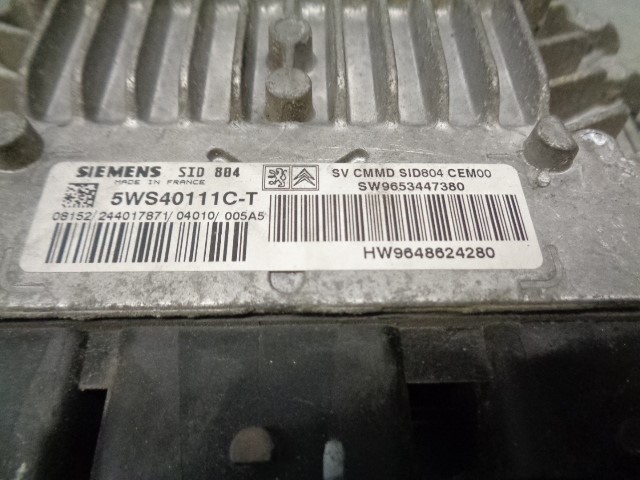 SIEMENS SID 804
MADE IN FRANCE
5WS40111C-T
08152/244017871/04010/005A5
SV CMMD SID804 CEM00
SW9653447380
HW9648624280